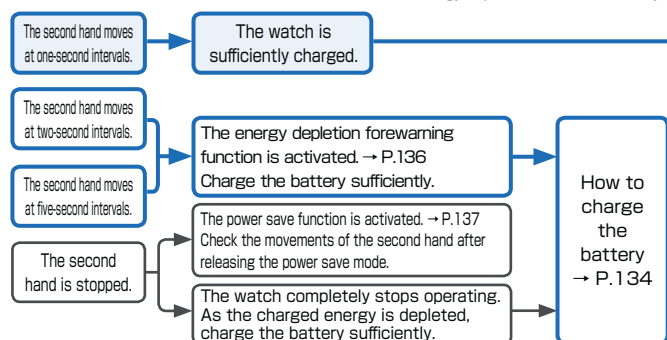 The second hand moves
at one-second intervals.
The watch is
sufficiently charged.
The second hand moves
at two-second intervals.
The second hand moves
at five-second intervals.
The energy depletion forewarning
function is activated. → P.136
Charge the battery sufficiently.
The second
hand is stopped.
The power save function is activated. → P.137
Check the movements of the second hand after
releasing the power save mode.
The watch completely stops operating.
As the charged energy is depleted,
charge the battery sufficiently.
How to
charge
the
battery
→ P.134